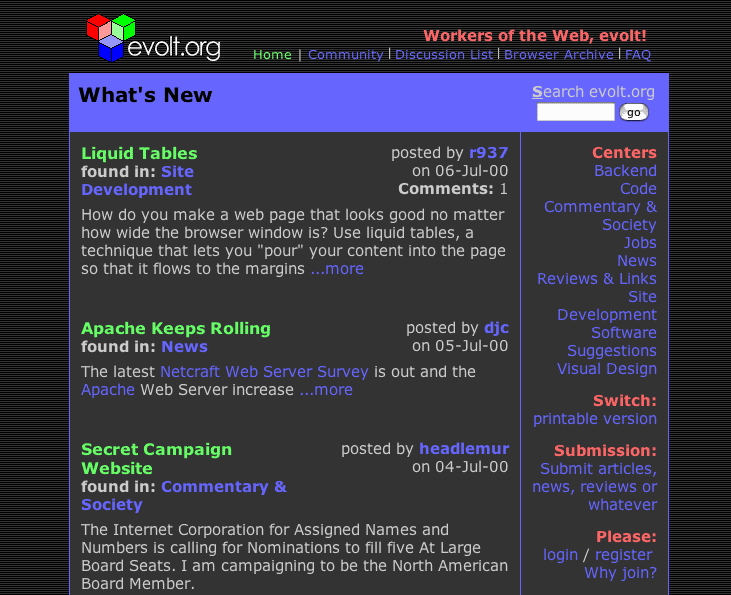 evolt.org
Workers of the Web, evolt!
Home | Community | Discussion List | Browser Archive | FAQ
What's New
Search evolt.org
go
Liquid Tables
found in: Site
Development
posted by r937
on 06-Jul-00
Comments: 1
How do you make a web page that looks good no matter
how wide the browser window is? Use liquid tables, a
technique that lets you "pour" your content into the page
so that it flows to the margins ...more
Apache Keeps Rolling
found in: News
posted by djc
on 05-Jul-00
The latest Netcraft Web Server Survey is out and the
Apache Web Server increase ...more
Secret Campaign
Website
found in: Commentary &
Society
posted by headlemur
on 04-Jul-00
The Internet Corporation for Assigned Names and
Numbers is calling for Nominations to fill five At Large
Board Seats. I am campaigning to be the North American
Board Member.
Centers
Backend
Code
Commentary &
Society
Jobs
News
Reviews & Links
Site
Development
Software
Suggestions
Visual Design
Switch:
printable version
Submission:
Submit articles,
news, reviews or
whatever
Please:
login / register
Why join?